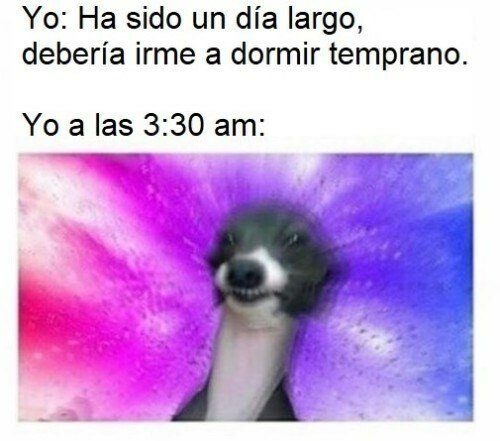 Yo: Ha sido un día largo,
debería irme a dormir temprano.
Yo a las 3:30 am: